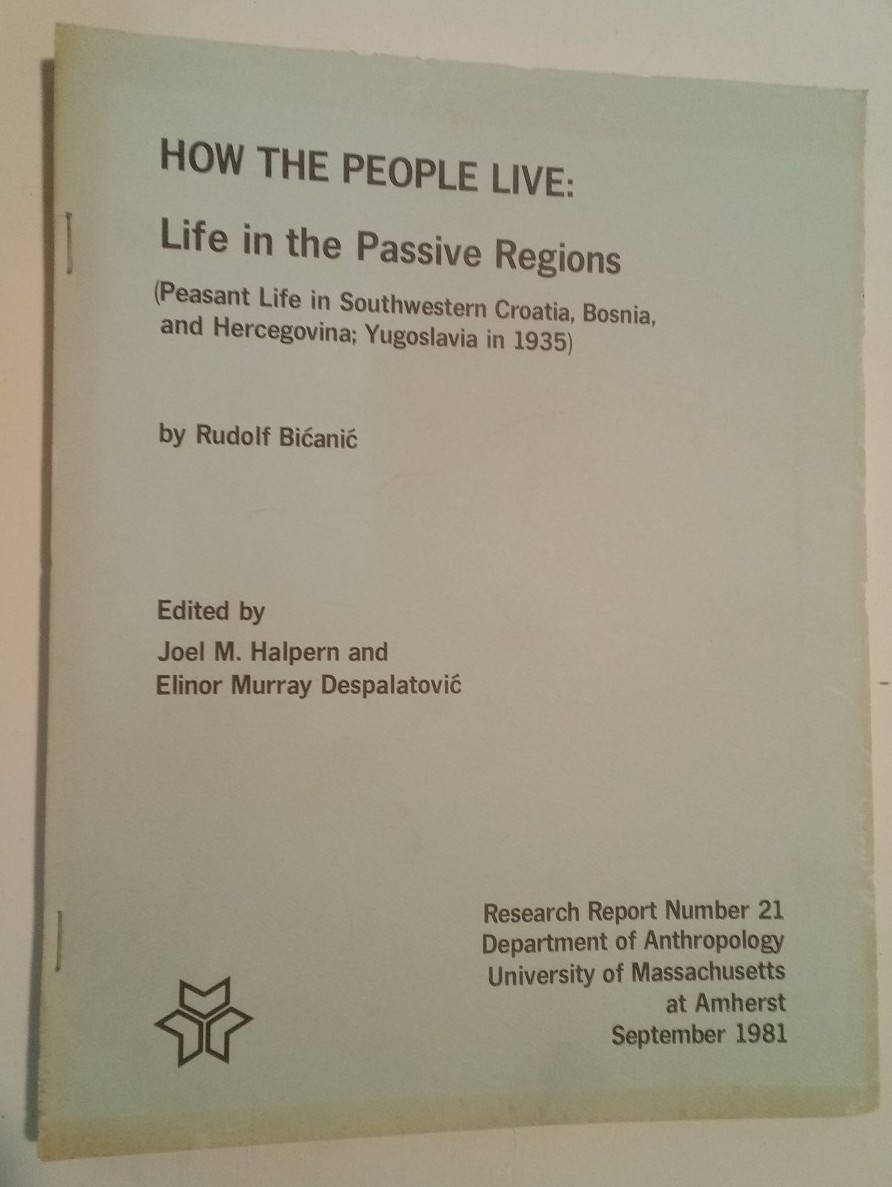 HOW THE PEOPLE LIVE:
Life in the Passive Regions
(Peasant Life in Southwestern Croatia, Bosnia,
and Hercegovina; Yugoslavia in 1935)
by Rudolf Bićanić
Edited by
Joel M. Halpern and
Elinor Murray Despalatović
Research Report Number 21
Department of Anthropology
University of Massachusetts
at Amherst
September 1981